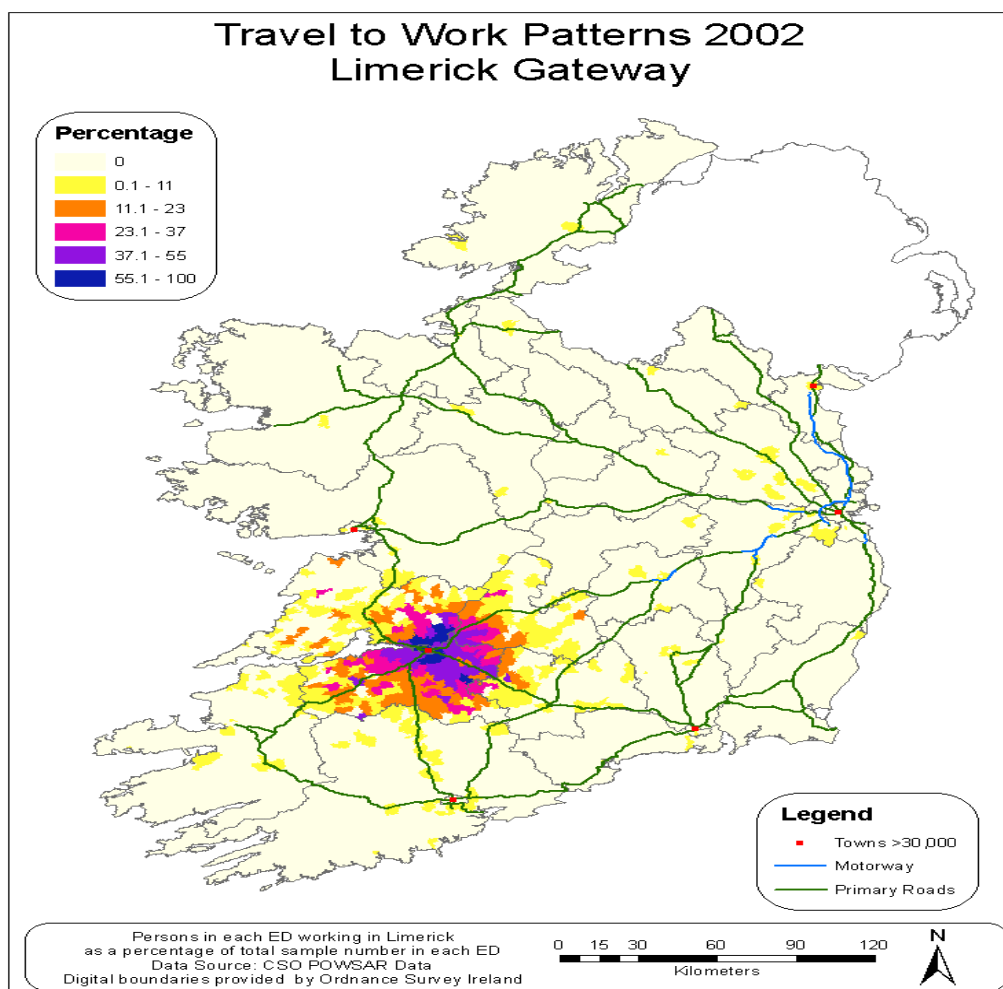 Travel to Work Patterns 2002
Limerick Gateway
Percentage
0
0.1 - 11
11.1 - 23
23.1 - 37
37.1 - 55
55.1 - 100
Legend
Towns >30,000
Motorway
Primary Roads
Persons in each ED working in Limerick
as a percentage of total sample number in each ED
Data Source: CSO POWSAR Data
Digital boundaries provided by Ordnance Survey Ireland
0 15 30 60 90 120
Kilometers
N